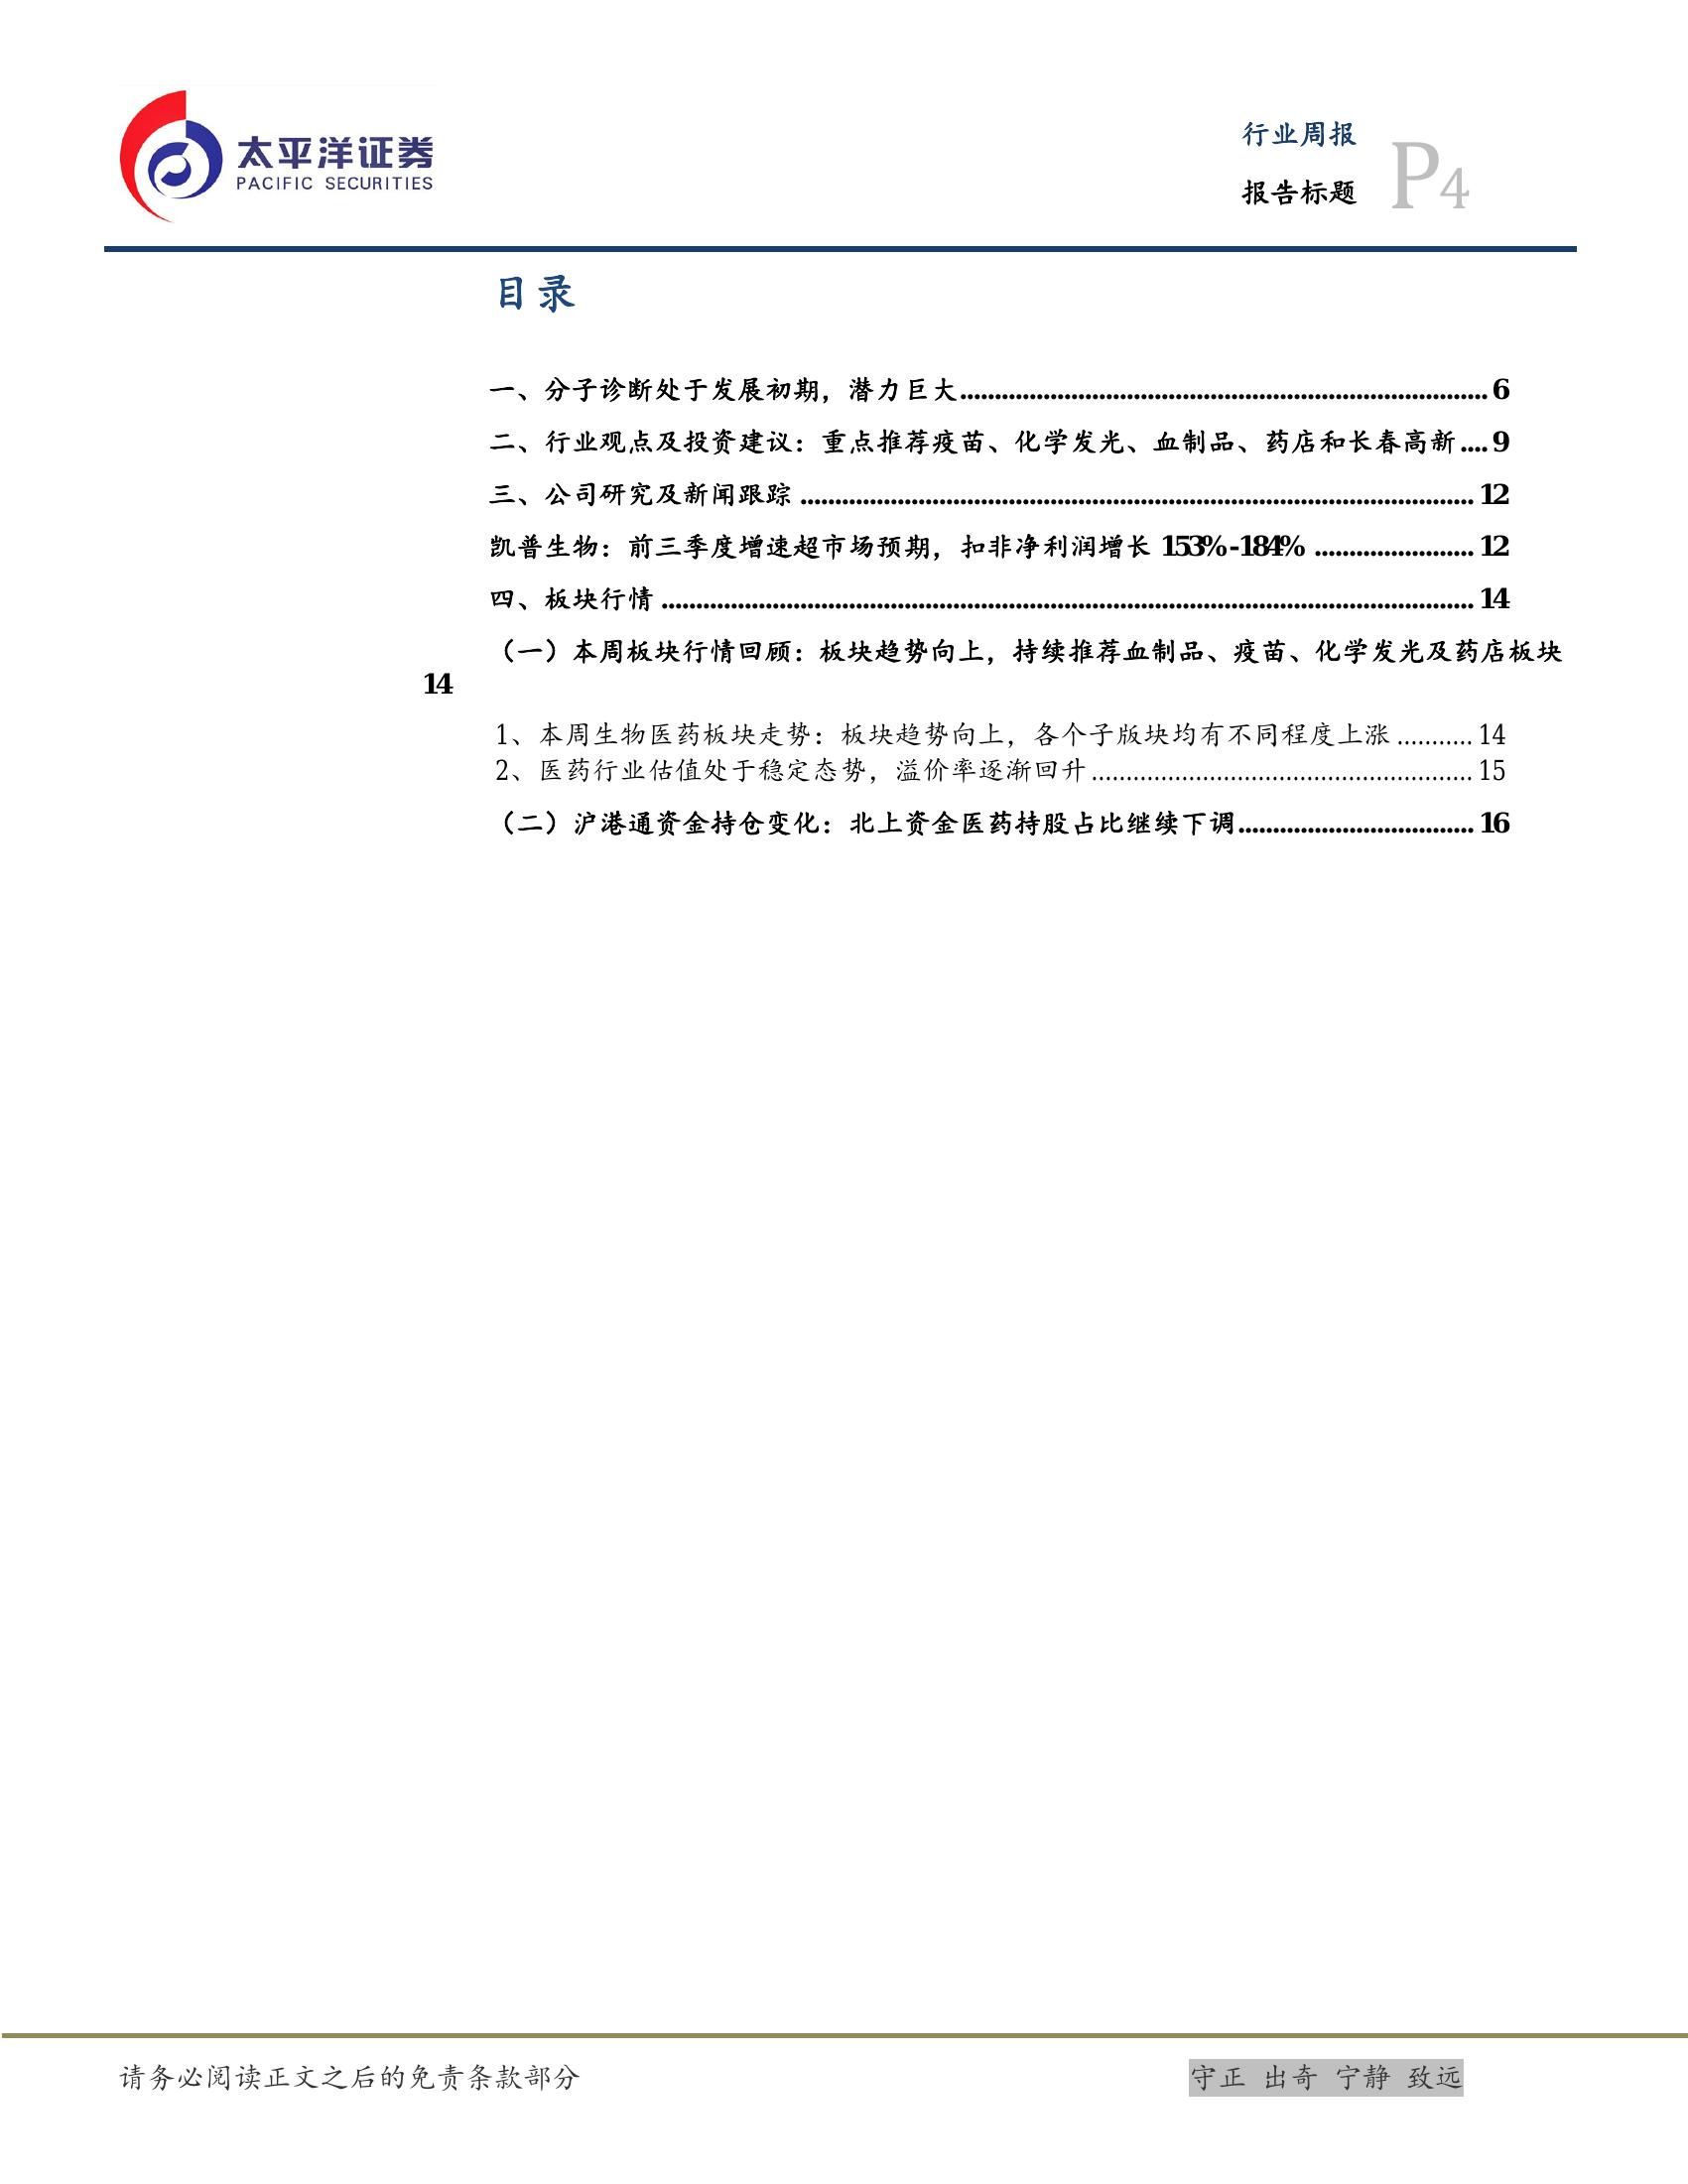 太平洋证券
PACIFIC SECURITIES
行业周报
报告标题
P4
目录
一、分子诊断处于发展初期，潜力巨大............................................................................ 6
二、行业观点及投资建议：重点推荐疫苗、化学发光、血制品、药店和长春高新.... 9
三、公司研究及新闻跟踪 ................................................................................................. 12
凯普生物：前三季度增速超市场预期，扣非净利润增长 153%-184% ....................... 12
四、板块行情 ..................................................................................................................... 14
（一）本周板块行情回顾：板块趋势向上，持续推荐血制品、疫苗、化学发光及药店板块
14
1、本周生物医药板块走势：板块趋势向上，各个子版块均有不同程度上涨 ........... 14
2、医药行业估值处于稳定态势，溢价率逐渐回升 ....................................................... 15
（二）沪港通资金持仓变化：北上资金医药持股占比继续下调.................................. 16
请务必阅读正文之后的免责条款部分
守正 出奇 宁静 致远